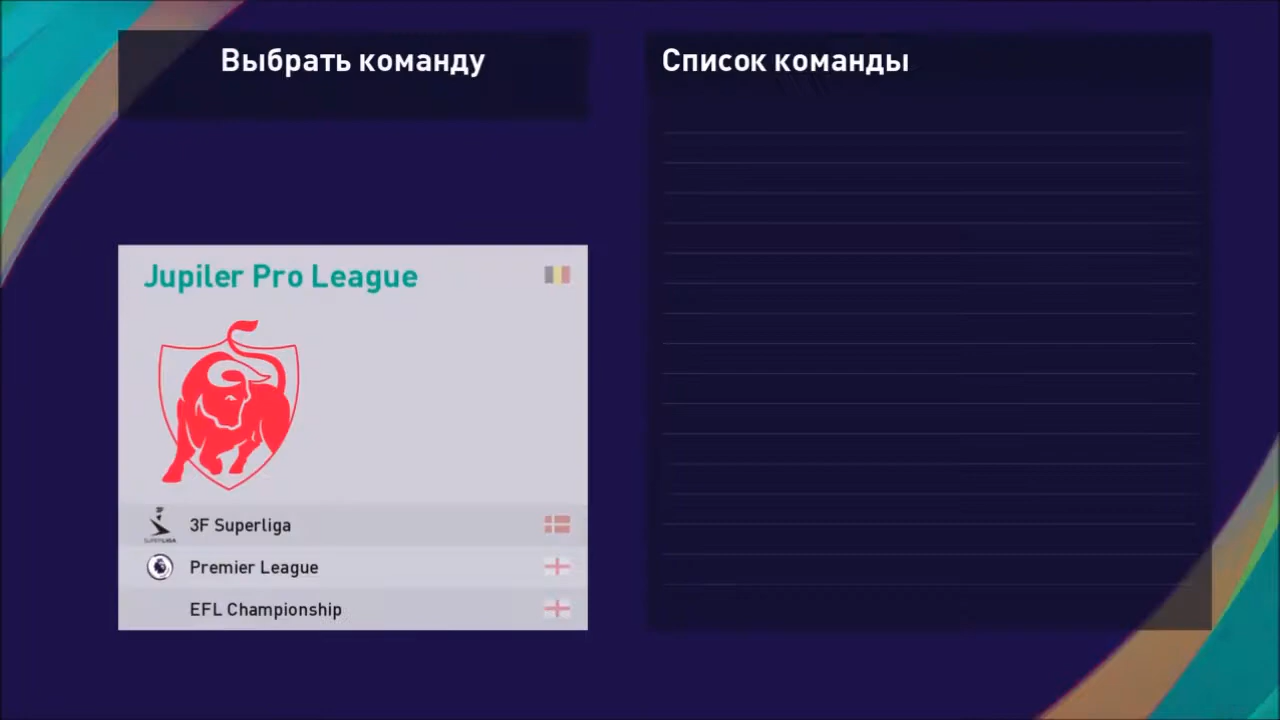 Выбрать команду
Список команды
Jupiler Pro League
3F Superliga
Premier League
EFL Championship